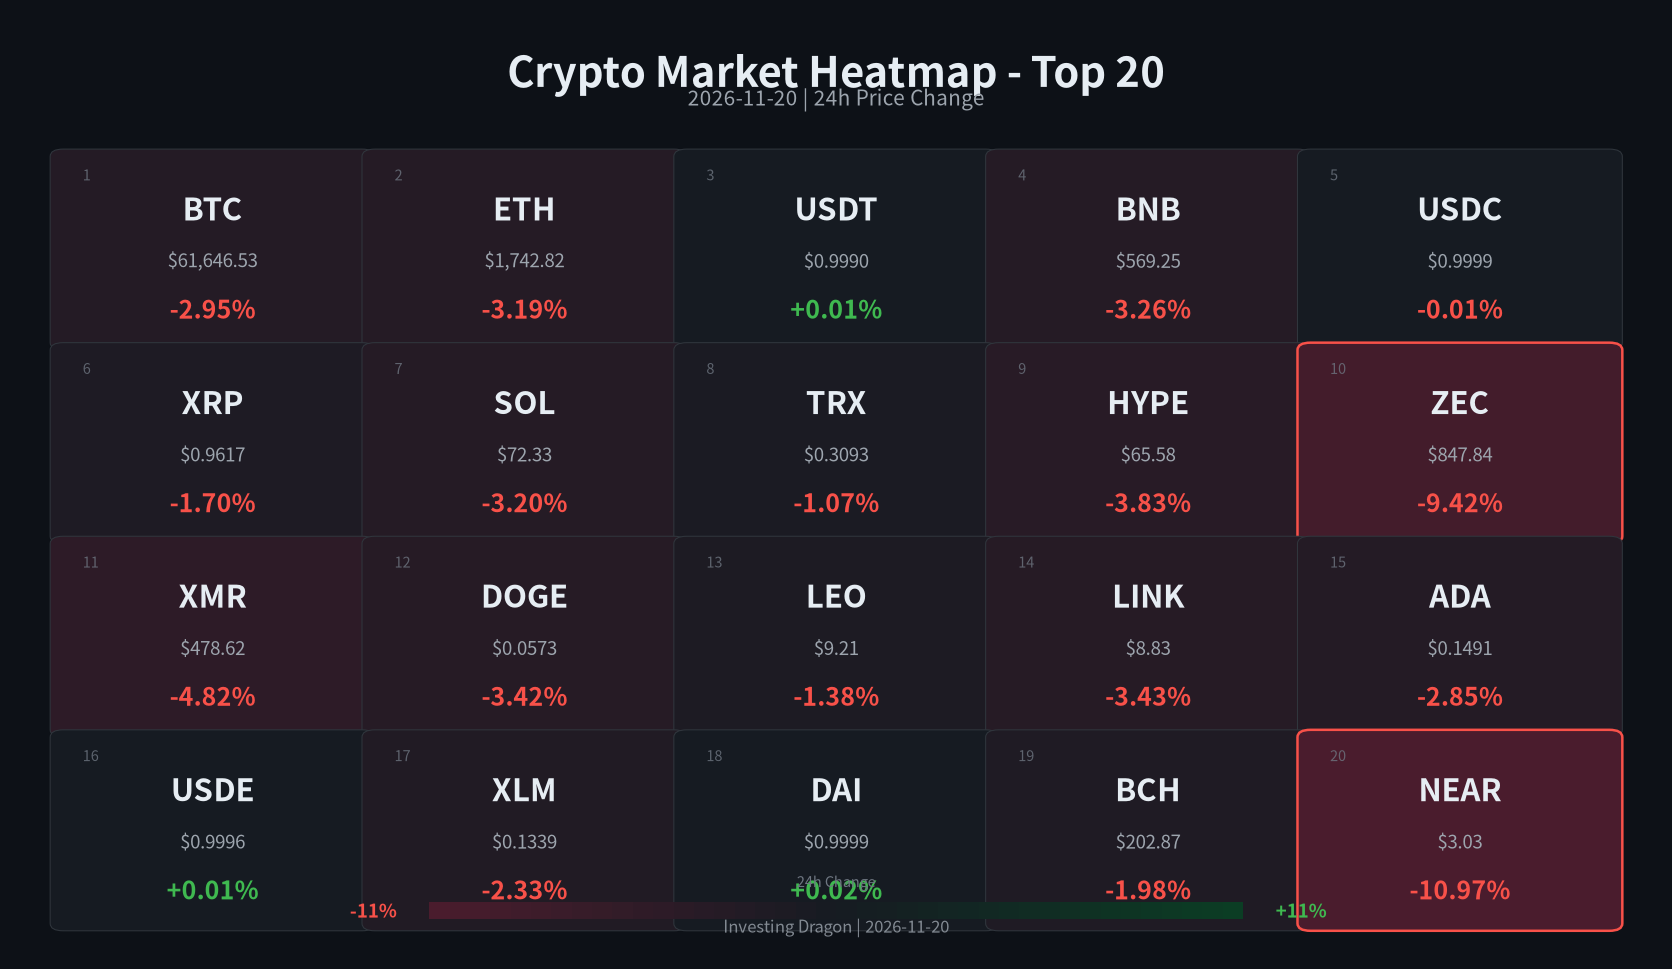 Crypto Market Heatmap - Top 20
2026-11-20 | 24h Price Change
1
BTC
$61,646.53
-2.95%
2
ETH
$1,742.82
-3.19%
3
USDT
$0.9990
+0.01%
4
BNB
$569.25
-3.26%
5
USDC
$0.9999
-0.01%
6
XRP
$0.9617
-1.70%
7
SOL
$72.33
-3.20%
8
TRX
$0.3093
-1.07%
9
HYPE
$65.58
-3.83%
10
ZEC
$847.84
-9.42%
11
XMR
$478.62
-4.82%
12
DOGE
$0.0573
-3.42%
13
LEO
$9.21
-1.38%
14
LINK
$8.83
-3.43%
15
ADA
$0.1491
-2.85%
16
USDE
$0.9996
+0.01%
17
XLM
$0.1339
-2.33%
18
DAI
$0.9999
+0.02%
19
BCH
$202.87
-1.98%
20
NEAR
$3.03
-10.97%
24h Change
-11%
+11%
Investing Dragon | 2026-11-20